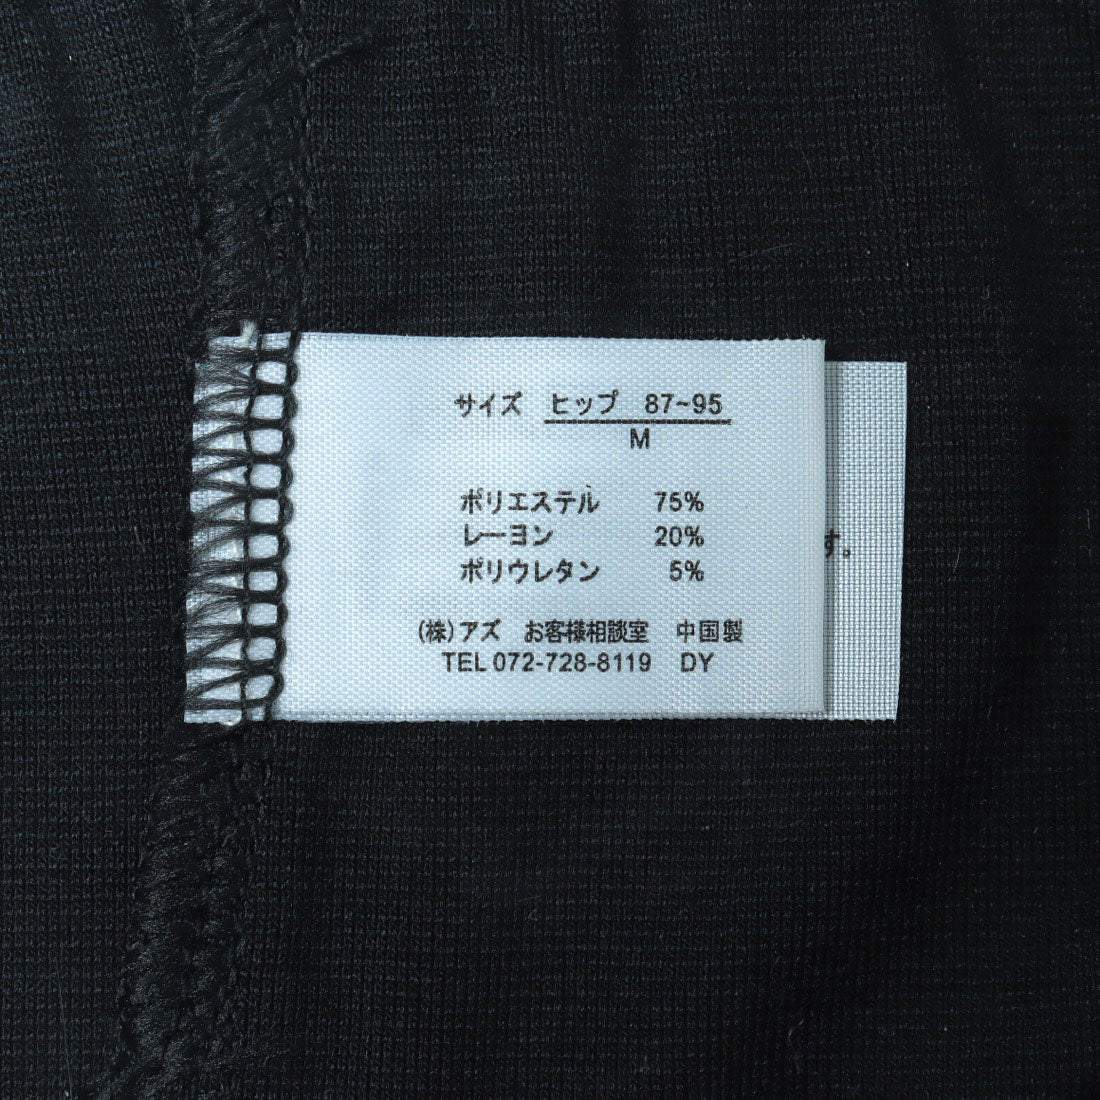 サイズ ヒップ 87~95
M
ポリエステル 75%
レーヨン 20%
ポリウレタン 5%
す。
(株)アズ お客様相談室 中国製
TEL 072-728-8119 DY